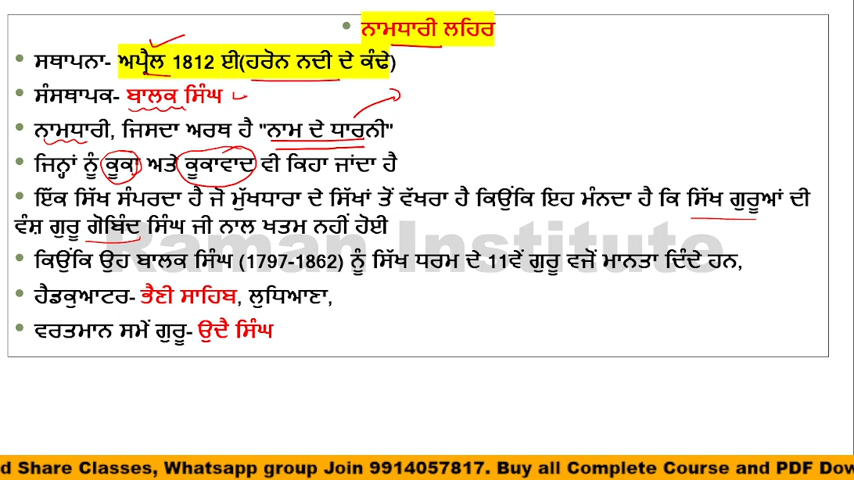 ਨਾਮਧਾਰੀ ਲਹਿਰ
ਸਥਾਪਨਾ- ਅਪ੍ਰੈਲ 1812 ਈ(ਹਰੋਨ ਨਦੀ ਦੇ ਕੰਢੇ)
ਸੰਸਥਾਪਕ- ਬਾਲਕ ਸਿੰਘ
ਨਾਮਧਾਰੀ, ਜਿਸਦਾ ਅਰਥ ਹੈ "ਨਾਮ ਦੇ ਧਾਰਨੀ"
ਜਿਨ੍ਹਾਂ ਨੂੰ ਕੂਕਾ ਅਤੇ ਕੂਕਾਵਾਦ ਵੀ ਕਿਹਾ ਜਾਂਦਾ ਹੈ
ਇੱਕ ਸਿੱਖ ਸੰਪਰਦਾ ਹੈ ਜੋ ਮੁੱਖਧਾਰਾ ਦੇ ਸਿੱਖਾਂ ਤੋਂ ਵੱਖਰਾ ਹੈ ਕਿਉਂਕਿ ਇਹ ਮੰਨਦਾ ਹੈ ਕਿ ਸਿੱਖ ਗੁਰੂਆਂ ਦੀ
ਵੰਸ਼ ਗੁਰੂ ਗੋਬਿੰਦ ਸਿੰਘ ਜੀ ਨਾਲ ਖਤਮ ਨਹੀਂ ਹੋਈ
Raman Institute
ਕਿਉਂਕਿ ਉਹ ਬਾਲਕ ਸਿੰਘ (1797-1862) ਨੂੰ ਸਿੱਖ ਧਰਮ ਦੇ 11ਵੇਂ ਗੁਰੂ ਵਜੋਂ ਮਾਨਤਾ ਦਿੰਦੇ ਹਨ,
ਹੈਡਕੁਆਟਰ- ਭੈਣੀ ਸਾਹਿਬ, ਲੁਧਿਆਣਾ,
ਵਰਤਮਾਨ ਸਮੇਂ ਗੁਰੂ- ਉਦੈ ਸਿੰਘ
d Share Classes, Whatsapp group Join 9914057817. Buy all Complete Course and PDF Dow